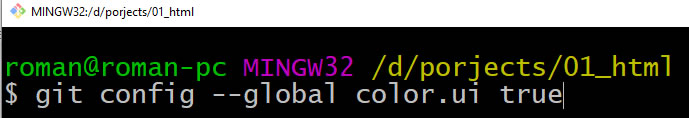 MINGW32:/d/porjects/01_html
roman@roman-pc MINGW32 /d/porjects/01_html
$ git config --global color.ui true